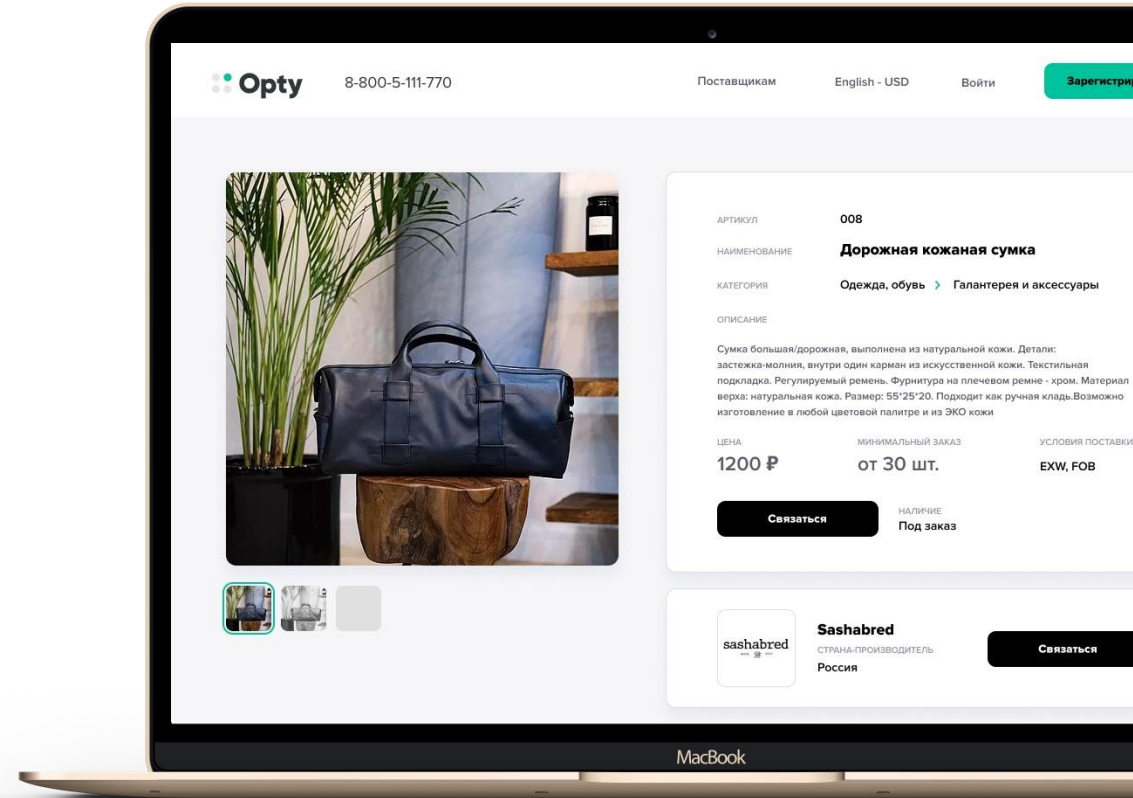 Opty
8-800-5-111-770
Поставщикам
English - USD
Войти
Зарегистри
АРТИКУЛ
008
НАИМЕНОВАНИЕ
Дорожная кожаная сумка
КАТЕГОРИЯ
Одежда, обувь > Галантерея и аксессуары
ОПИСАНИЕ
Сумка большая/дорожная, выполнена из натуральной кожи. Детали:
застежка-молния, внутри один карман из искусственной кожи. Текстильная
подкладка. Регулируемый ремень. Фурнитура на плечевом ремне - хром. Материал
верха: натуральная кожа. Размер: 55*25*20. Подходит как ручная кладь.Возможно
изготовление в любой цветовой палитре и из ЭКО кожи
ЦЕНА
1200 ₽
МИНИМАЛЬНЫЙ ЗАКАЗ
от 30 шт.
УСЛОВИЯ ПОСТАВКИ
EXW, FOB
Связаться
НАЛИЧИЕ
Под заказ
sashabred
Sashabred
СТРАНА-ПРОИЗВОДИТЕЛЬ
Россия
Связаться
MacBook